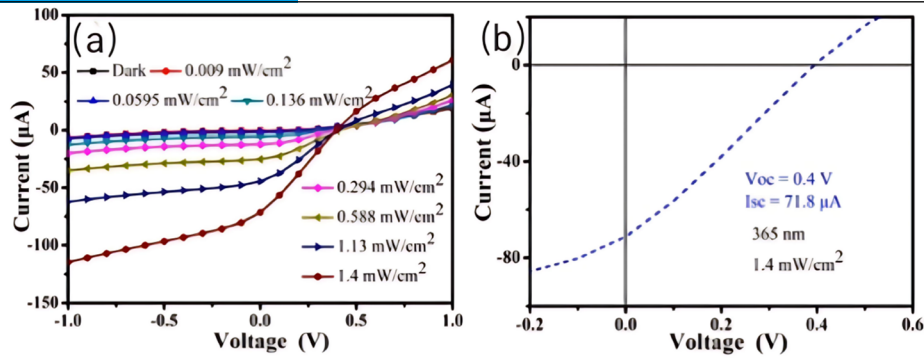 (a)
Dark 0.009 mW/cm²
0.0595 mW/cm² 0.136 mW/cm²
0.294 mW/cm²
0.588 mW/cm²
1.13 mW/cm²
1.4 mW/cm²
100
50
0
-50
-100
-150
Current (μA)
-1.0 -0.5 0.0 0.5 1.0
Voltage (V)
(b)
0
-40
-80
Current (μA)
Voc = 0.4 V
Isc = 71.8 μA
365 nm
1.4 mW/cm²
-0.2 0.0 0.2 0.4 0.6
Voltage (V)